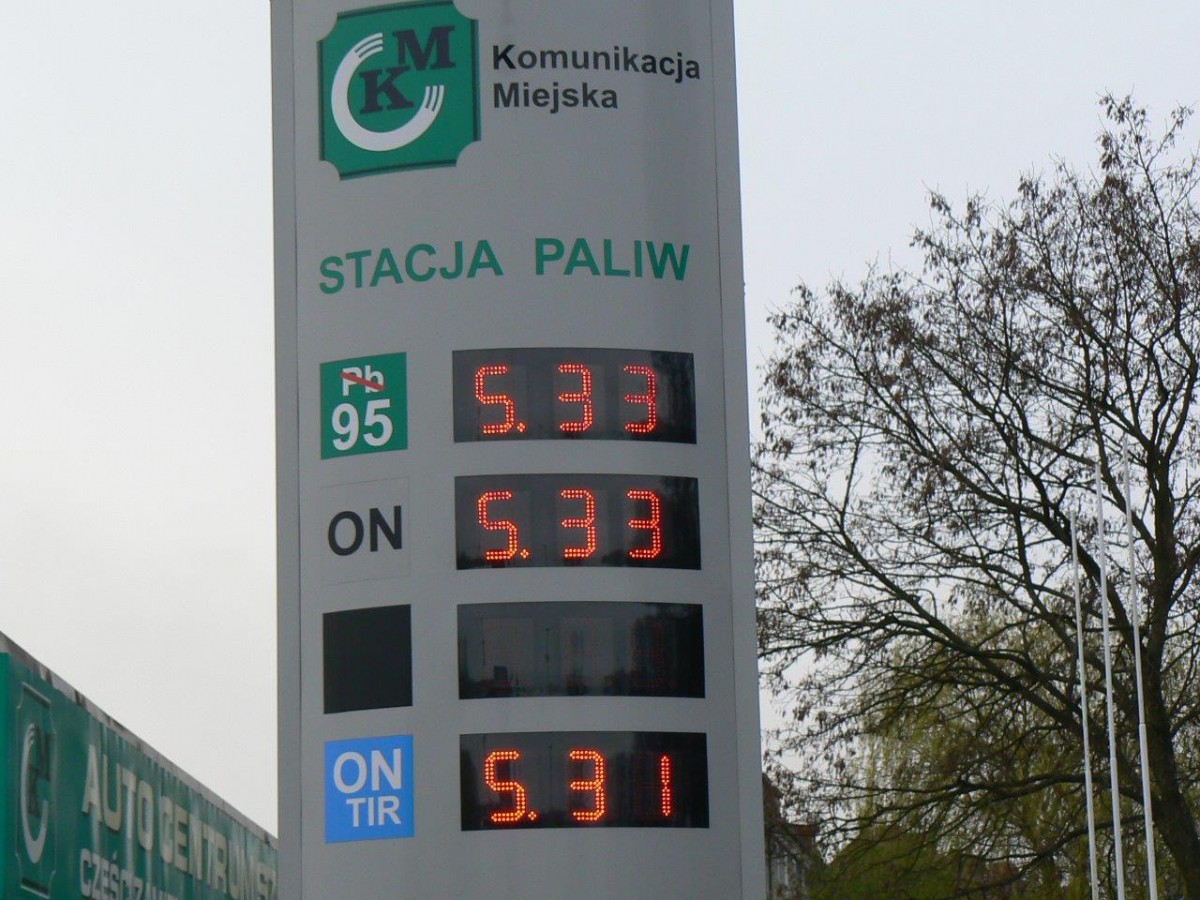 KM
Komunikacja
Miejska
STACJA PALIW
Pb
95
5.33
ON
5.33
ON
TIR
5.31
AUTO CENTRUM